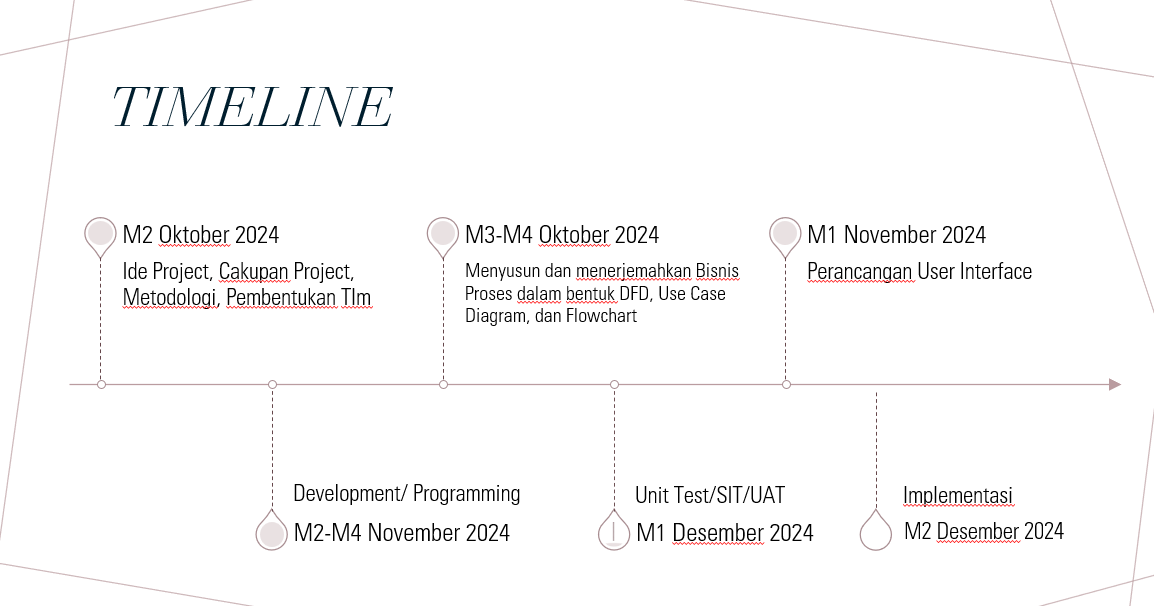 TIMELINE
M2 Oktober 2024
Ide Project, Cakupan Project,
Metodologi, Pembentukan TIm
M3-M4 Oktober 2024
Menyusun dan menerjemahkan Bisnis
Proses dalam bentuk DFD, Use Case
Diagram, dan Flowchart
M1 November 2024
Perancangan User Interface
Development/ Programming
M2-M4 November 2024
Unit Test/SIT/UAT
M1 Desember 2024
Implementasi
M2 Desember 2024